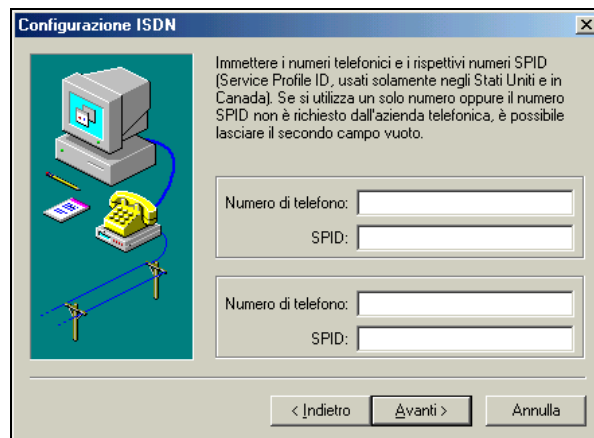 Configurazione ISDN
Immettere i numeri telefonici e i rispettivi numeri SPID
(Service Profile ID, usati solamente negli Stati Uniti e in
Canada). Se si utilizza un solo numero oppure il numero
SPID non è richiesto dall'azienda telefonica, è possibile
lasciare il secondo campo vuoto.
Numero di telefono:
SPID:
Numero di telefono:
SPID:
< Indietro
Avanti >
Annulla